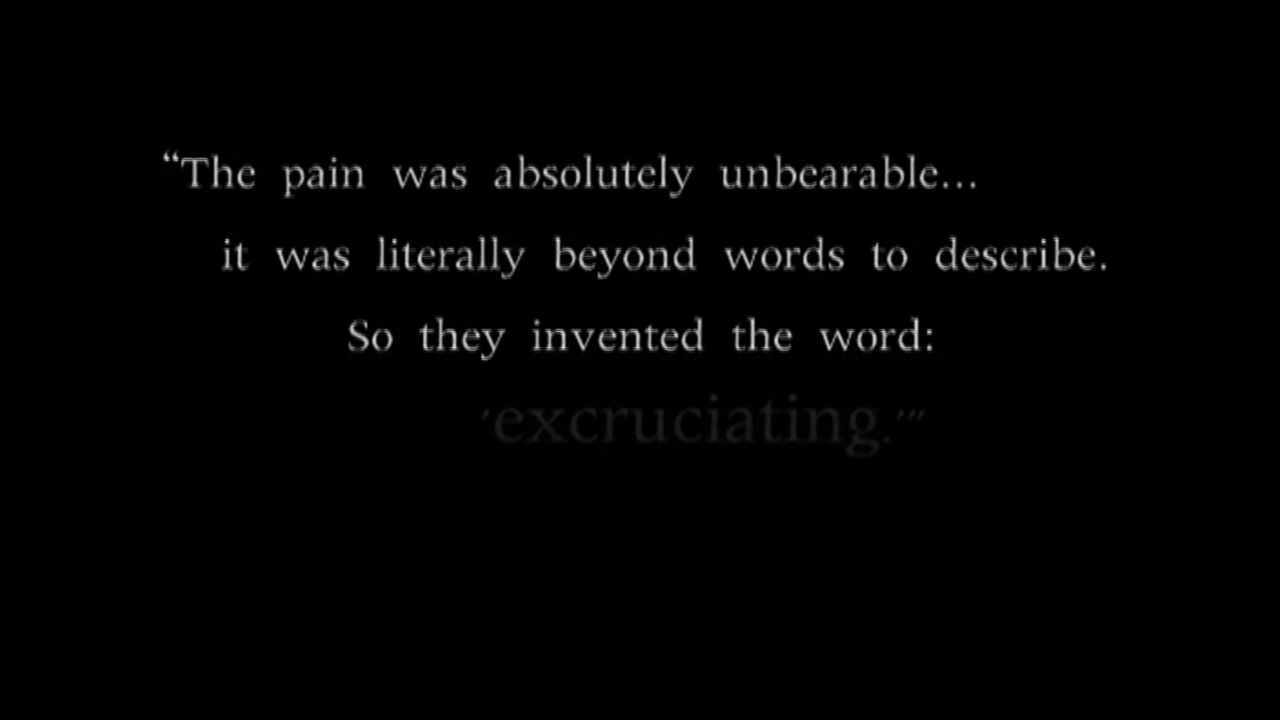 “The pain was absolutely unbearable...
it was literally beyond words to describe.
So they invented the word:
'excruciating.'"